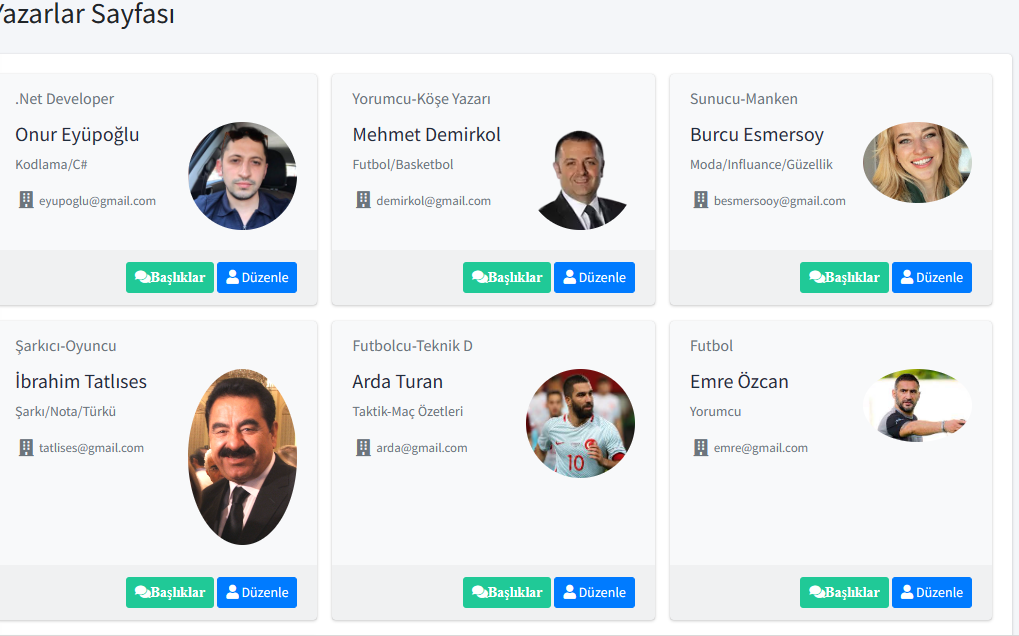 Yazarlar Sayfası
.Net Developer
Onur Eyüpoğlu
Kodlama/C#
eyupoglu@gmail.com
Başlıklar Düzenle
Yorumcu-Köşe Yazarı
Mehmet Demirkol
Futbol/Basketbol
demirkol@gmail.com
Başlıklar Düzenle
Sunucu-Manken
Burcu Esmersoy
Moda/Influance/Güzellik
besmersooy@gmail.com
Başlıklar Düzenle
Şarkıcı-Oyuncu
İbrahim Tatlıses
Şarkı/Nota/Türkü
tatlises@gmail.com
Başlıklar Düzenle
Futbolcu-Teknik D
Arda Turan
Taktik-Maç Özetleri
arda@gmail.com
10
Başlıklar Düzenle
Futbol
Emre Özcan
Yorumcu
emre@gmail.com
Başlıklar Düzenle